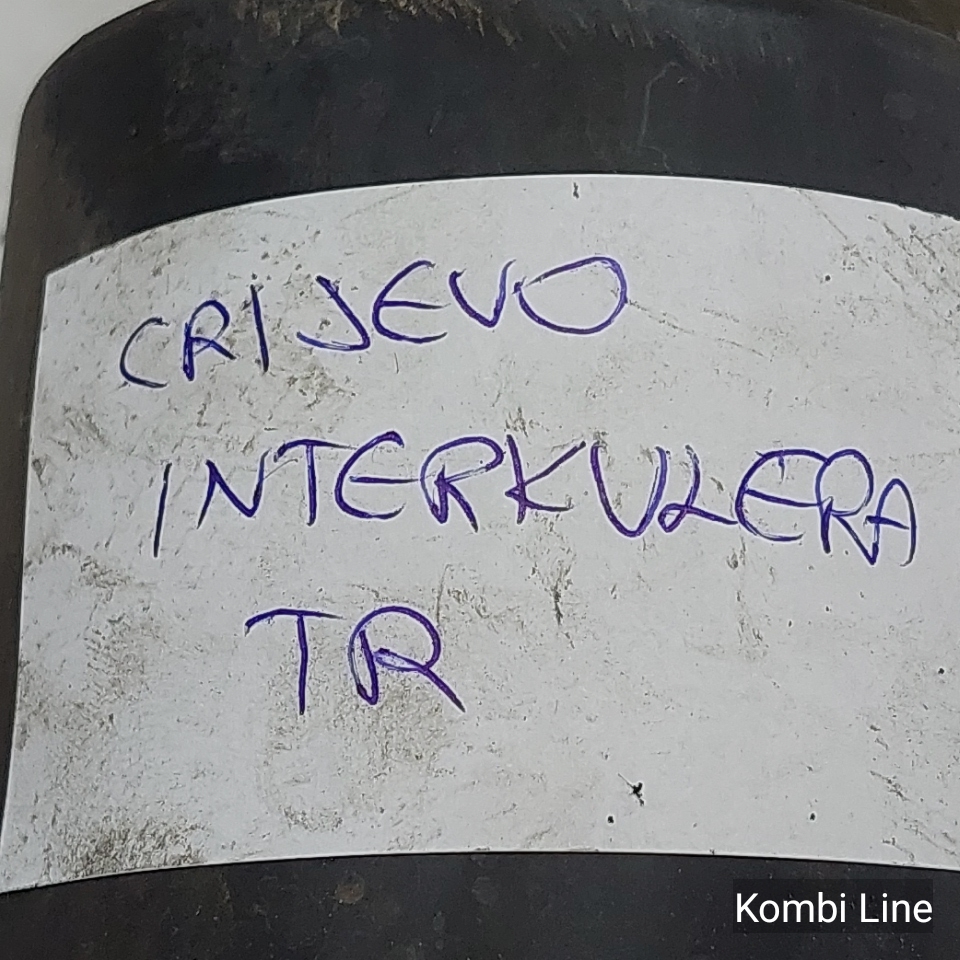 CRIJEVO
INTERKULERA
TR
Kombi Line